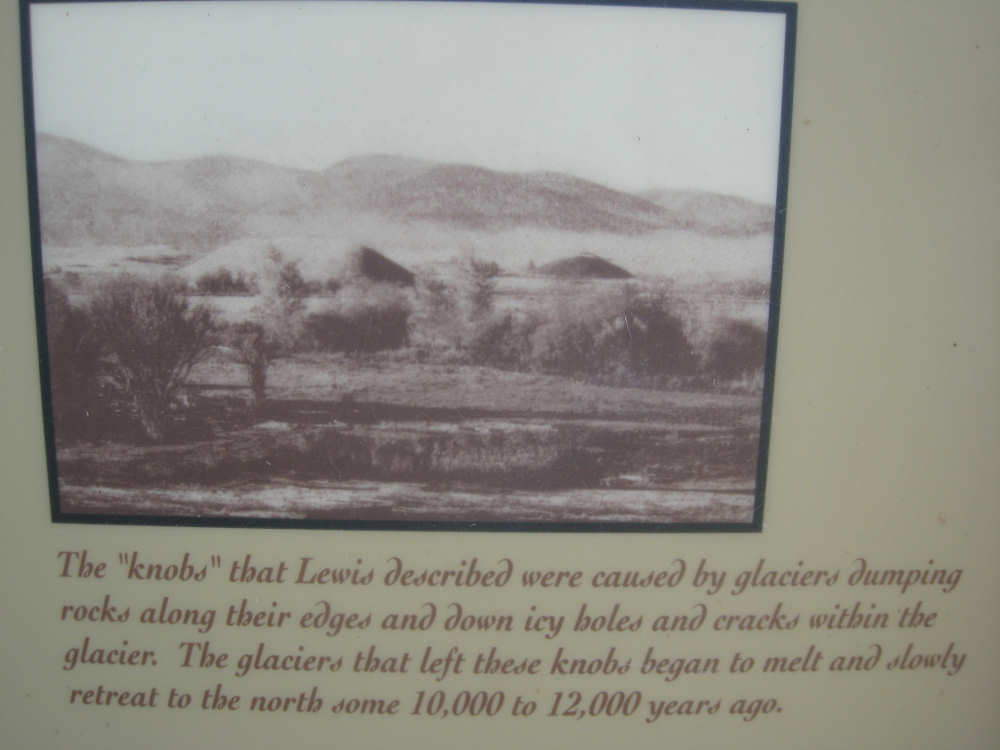 The "knobs" that Lewis described were caused by glaciers dumping
rocks along their edges and down icy holes and cracks within the
glacier. The glaciers that left these knobs began to melt and slowly
retreat to the north some 10,000 to 12,000 years ago.